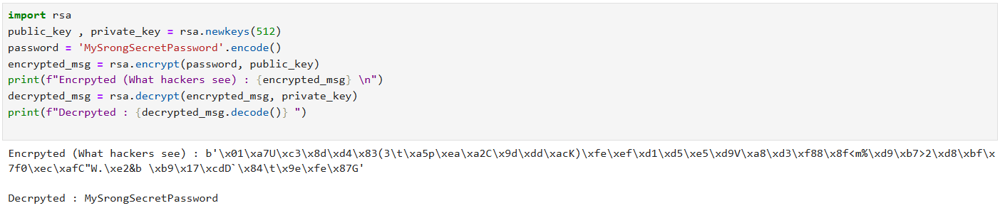 import rsa
public_key , private_key = rsa.newkeys(512)
password = 'MySrongSecretPassword'.encode()
encrypted_msg = rsa.encrypt(password, public_key)
print(f"Encrpyted (What hackers see) : {encrypted_msg} \n")
decrypted_msg = rsa.decrypt(encrypted_msg, private_key)
print(f"Decrpyted : {decrypted_msg.decode()} ")
Encrpyted (What hackers see) : b'\x01\xa7U\xc3\x8d\xd4\x83(3\t\xa5p\xea\xa2C\x9d\xdd\xacK)\xfe\xef\xd1\xd5\xe5\xd9V\xa8\xd3\xf88\x8f<m%\xd9\xb7>2\xd8\xbf\x
7f0\xec\xafC"W.\xe2&b \xb9\x17\xcdD`\x84\t\x9e\xfe\x87G'
Decrpyted : MySrongSecretPassword